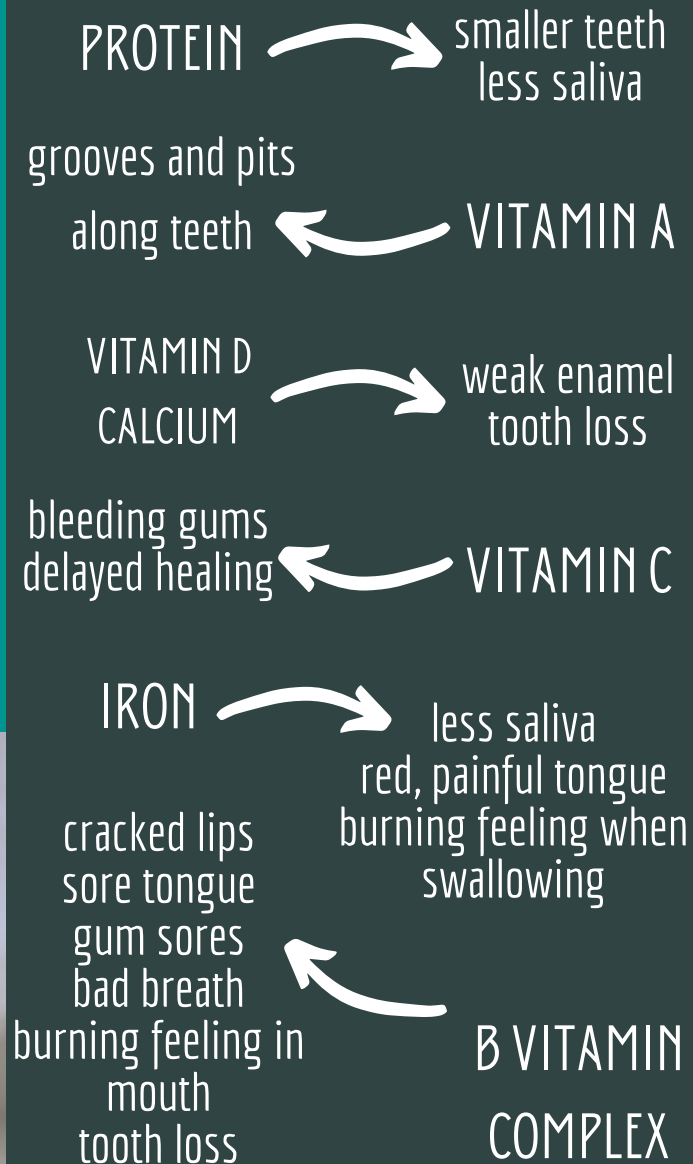 PROTEIN
smaller teeth
less saliva
grooves and pits
along teeth
VITAMIN A
VITAMIN D
CALCIUM
weak enamel
tooth loss
bleeding gums
delayed healing
VITAMIN C
IRON
less saliva
red, painful tongue
burning feeling when
swallowing
cracked lips
sore tongue
gum sores
bad breath
burning feeling in
mouth
tooth loss
B VITAMIN
COMPLEX